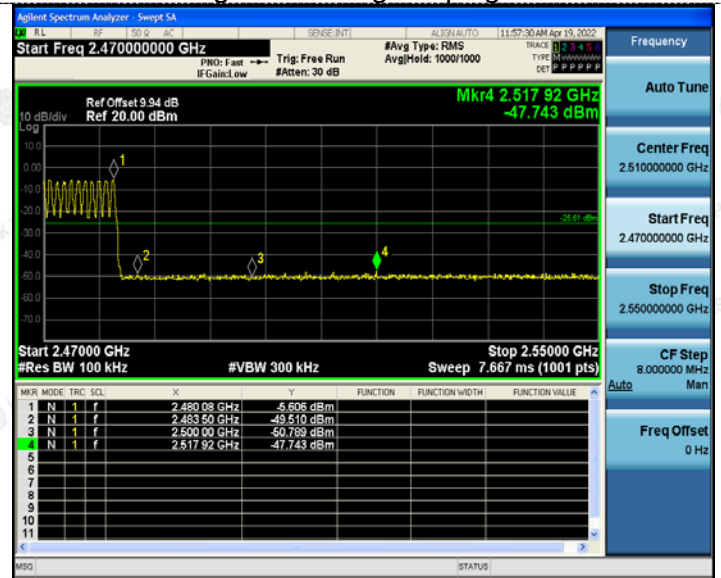 Agilent Spectrum Analyzer - Swept SA
RL RF 50 Ω AC SENSE:INT ALIGNAUTO 11:57:30 AM Apr 19, 2022
Start Freq 2.470000000 GHz
PNO: Fast
IFGain:Low
Trig: Free Run
#Atten: 30 dB
#Avg Type: RMS
Avg|Hold: 1000/1000
TRACE 1 2 3 4 5 6
TYPE M
DET P P P P P P
Ref Offset 9.94 dB
10 dB/div Ref 20.00 dBm
Log
Mkr4 2.517 92 GHz
-47.743 dBm
10.0
0.00
-10.0
-20.0
-30.0
-40.0
-50.0
-60.0
-70.0
1
2
3
4
-25.61 dBm
Start 2.47000 GHz Stop 2.55000 GHz
#Res BW 100 kHz #VBW 300 kHz Sweep 7.667 ms (1001 pts)
MKR MODE TRC SCL X Y FUNCTION FUNCTION WIDTH FUNCTION VALUE
1 N 1 f 2.480 08 GHz -5.606 dBm
2 N 1 f 2.483 50 GHz -49.510 dBm
3 N 1 f 2.500 00 GHz -50.789 dBm
4 N 1 f 2.517 92 GHz -47.743 dBm
5
6
7
8
9
10
11
MSG STATUS
Frequency
Auto Tune
Center Freq
2.510000000 GHz
Start Freq
2.470000000 GHz
Stop Freq
2.550000000 GHz
CF Step
8.000000 MHz
Auto Man
Freq Offset
0 Hz